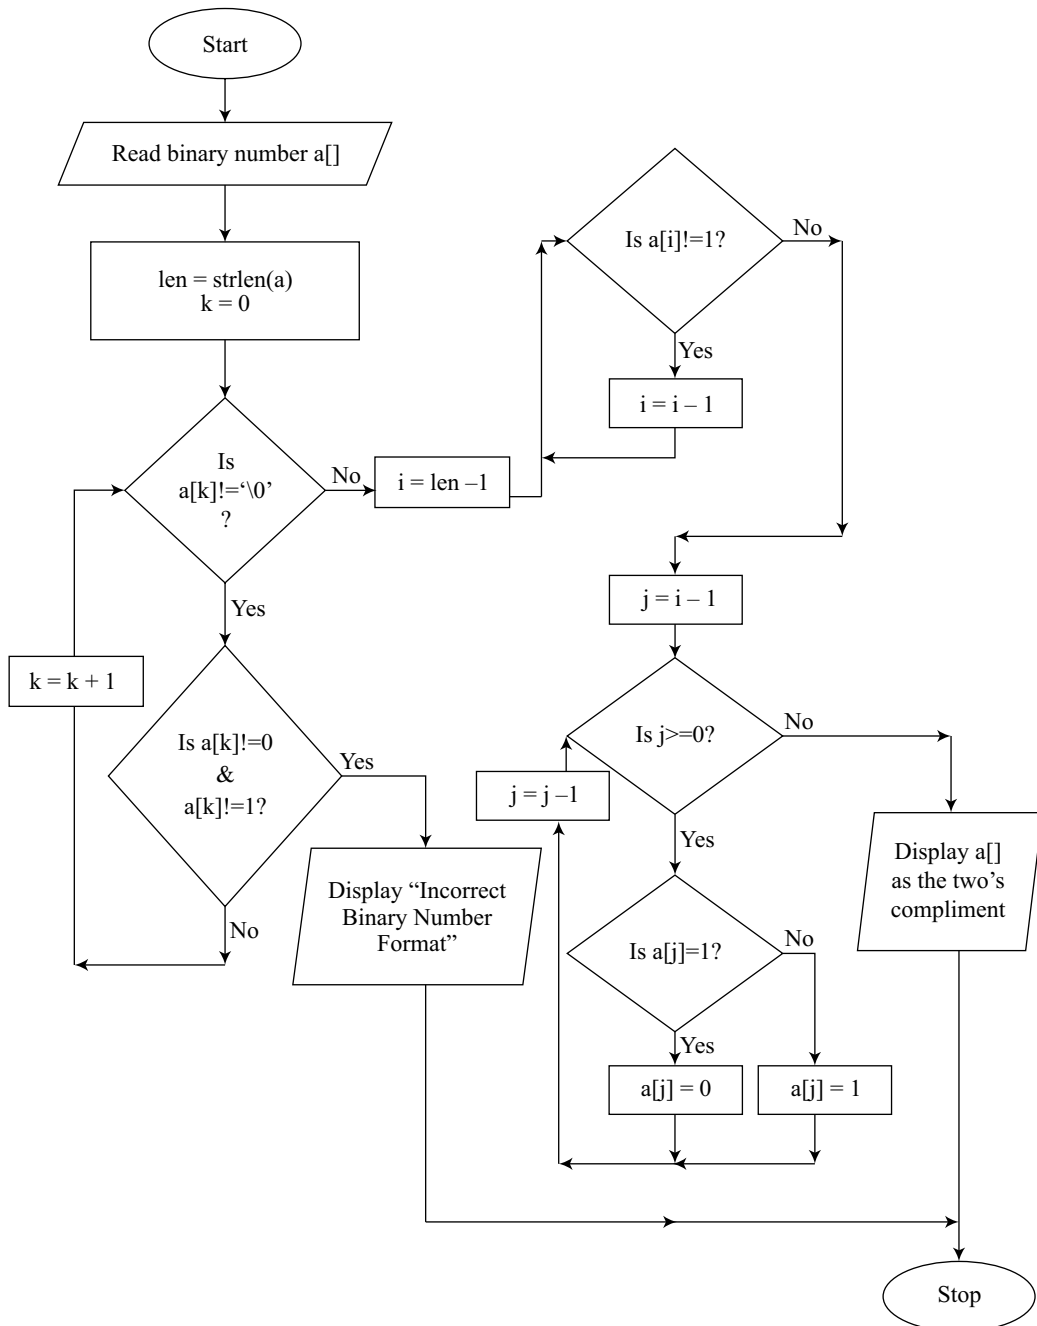 Start
Read binary number a[]
len = strlen(a)
k = 0
Is
a[k]!=‘\0’
?
No
Yes
k = k + 1
Is a[k]!=0
&
a[k]!=1?
Yes
No
Display “Incorrect
Binary Number
Format”
i = len –1
Is a[i]!=1?
No
Yes
i = i – 1
j = i – 1
Is j>=0?
No
Yes
j = j –1
Is a[j]=1?
No
Yes
a[j] = 0
a[j] = 1
Display a[]
as the two’s
compliment
Stop